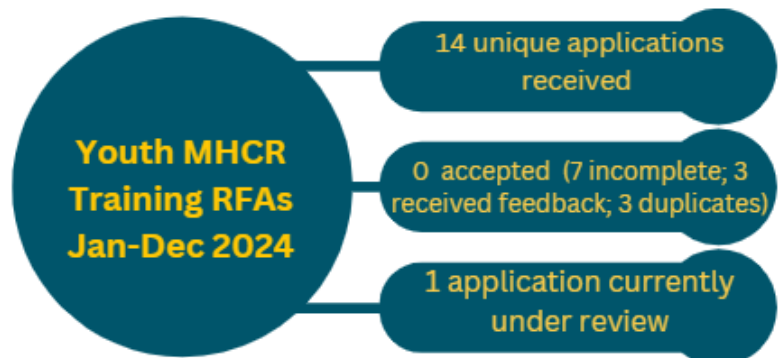 Youth MHCR
Training RFAs
Jan-Dec 2024
14 unique applications
received
0 accepted (7 incomplete; 3
received feedback; 3 duplicates)
1 application currently
under review